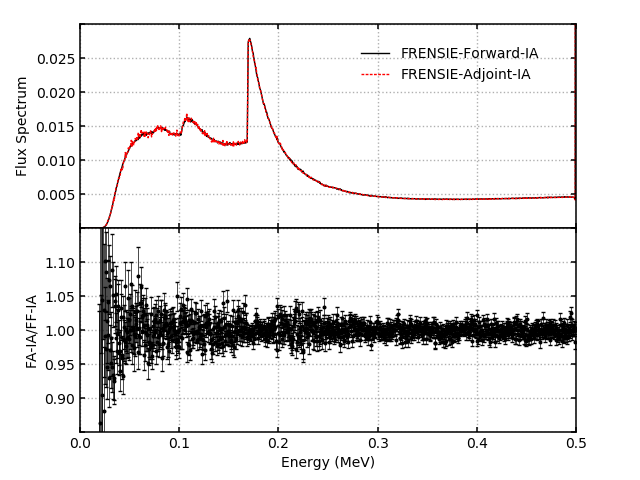 FRENSIE-Forward-IA
FRENSIE-Adjoint-IA
Flux Spectrum
0.025
0.020
0.015
0.010
0.005
FA-IA/FF-IA
1.10
1.05
1.00
0.95
0.90
0.0 0.1 0.2 0.3 0.4 0.5
Energy (MeV)